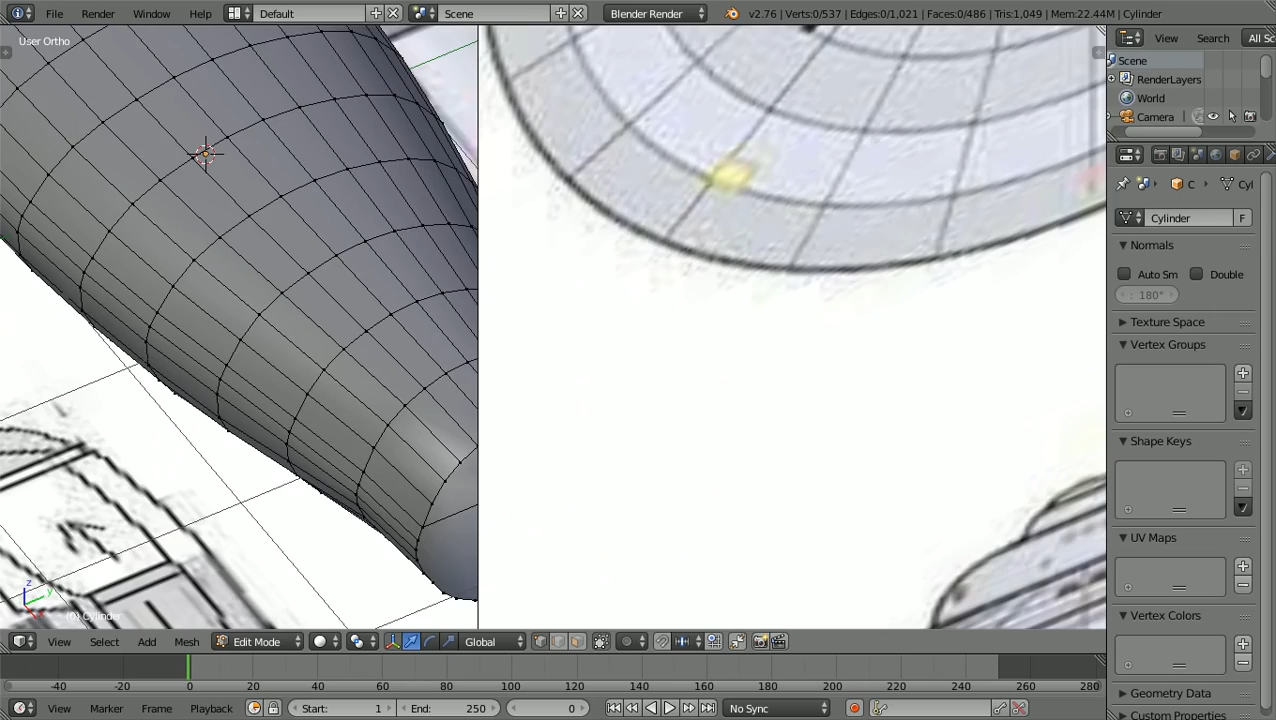 File Render Window Help Default Scene Blender Render v2.76 | Verts:0/537 | Edges:0/1,021 | Faces:0/486 | Tris:1,049 | Mem:22.44M | Cylinder
User Ortho
View Search All Sc
Scene
RenderLayers
World
Camera
C Cyl
Cylinder F
Normals
Auto Sm Double
: 180°
Texture Space
Vertex Groups
Shape Keys
UV Maps
Vertex Colors
Geometry Data
Custom Properties
z
y
(0) Cylinder
View Select Add Mesh Edit Mode Global
-40 -20 0 20 40 60 80 100 120 140 160 180 200 220 240 260 280
View Marker Frame Playback Start: 1 End: 250 0 No Sync